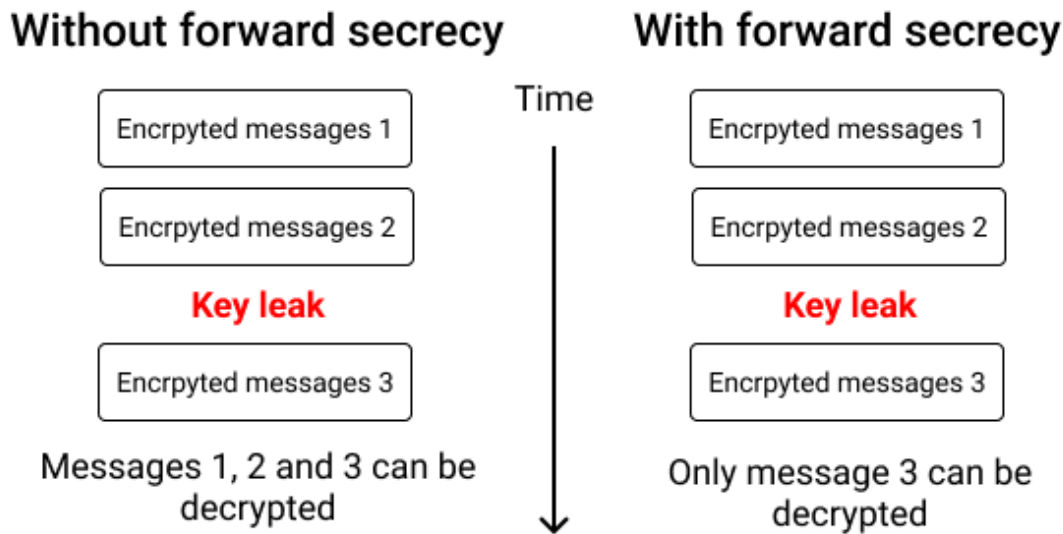 Without forward secrecy
With forward secrecy
Time
Encrpyted messages 1
Encrpyted messages 1
Encrpyted messages 2
Encrpyted messages 2
Key leak
Key leak
Encrpyted messages 3
Encrpyted messages 3
Messages 1, 2 and 3 can be
decrypted
Only message 3 can be
decrypted